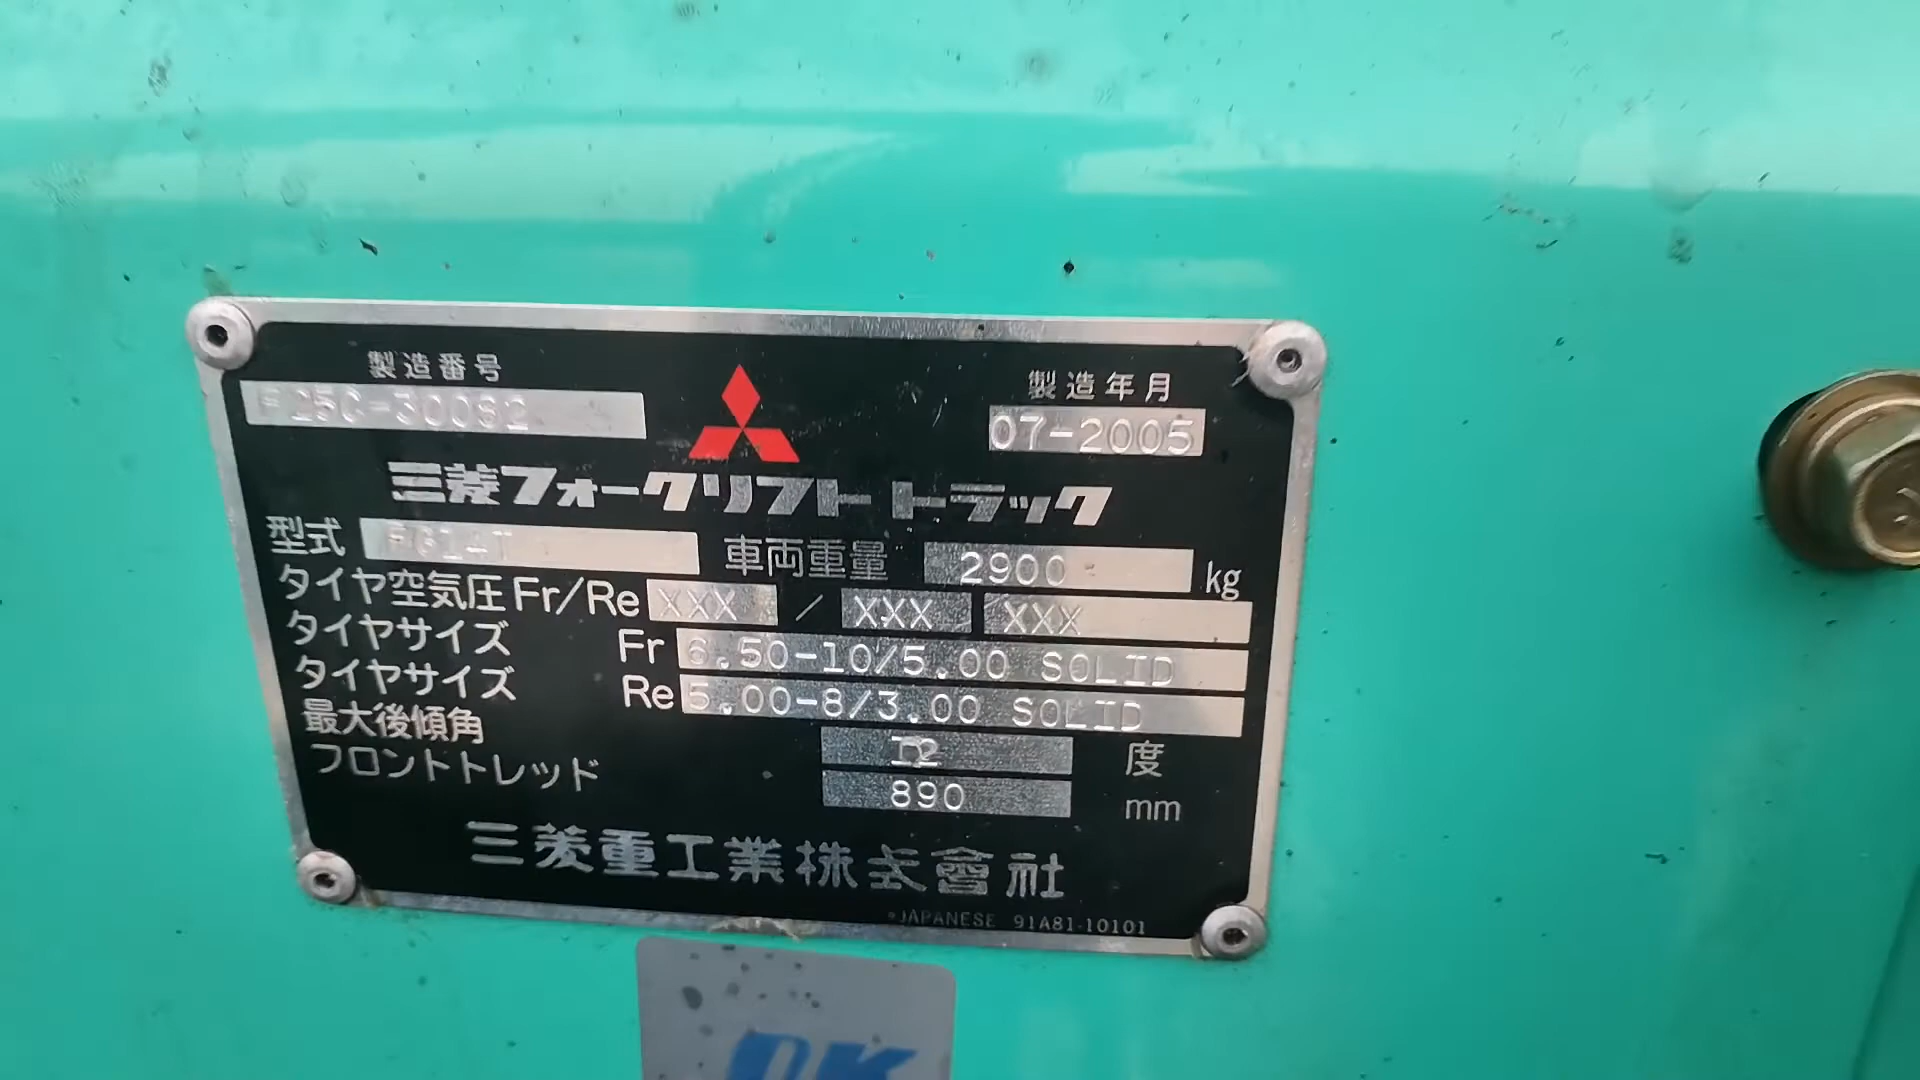 製造番号
製造年月
07-2005
三菱フォークリフトトラック
型式 FG14T 車両重量 2900 kg
タイヤ空気圧 Fr/Re XXX / XXX XXX
タイヤサイズ Fr 6.50-10/5.00 SOLID
タイヤサイズ Re 5.00-8/3.00 SOLID
最大後傾角 12 度
フロントトレッド 890 mm
三菱重工業株式會社
*JAPANESE 91A81-10101
OK